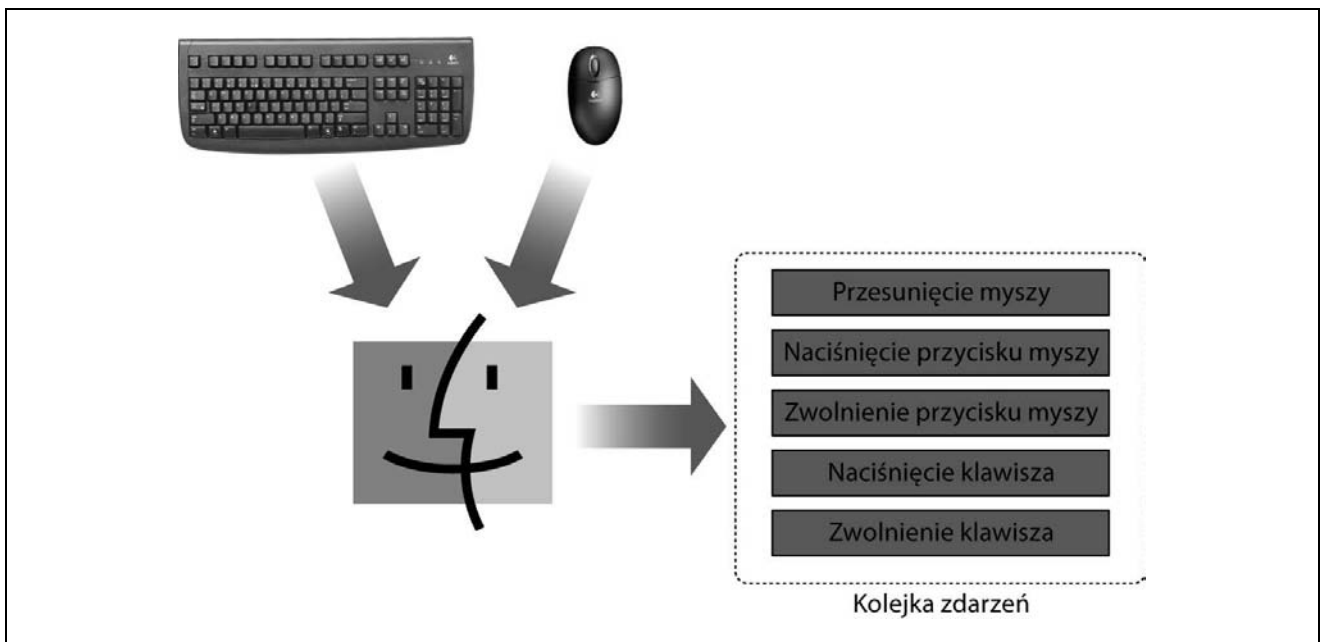 Przesunięcie myszy
Naciśnięcie przycisku myszy
Zwolnienie przycisku myszy
Naciśnięcie klawisza
Zwolnienie klawisza
Kolejka zdarzeń